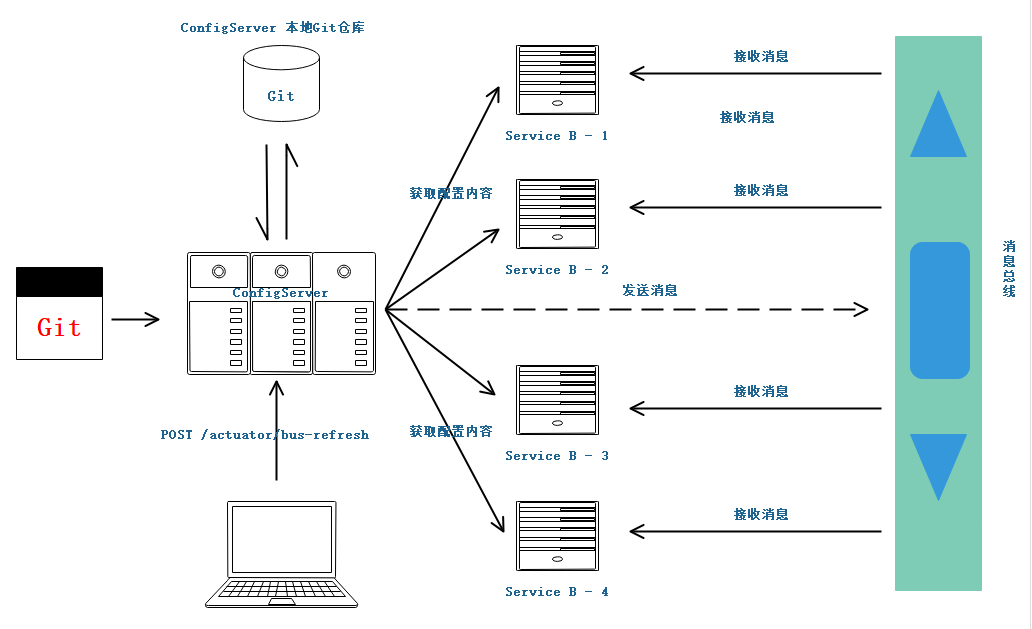 ConfigServer 本地Git仓库
Git
接收消息
Service B - 1
接收消息
获取配置内容
接收消息
Service B - 2
消息总线
ConfigServer
发送消息
Git
接收消息
POST /actuator/bus-refresh
获取配置内容
Service B - 3
接收消息
Service B - 4